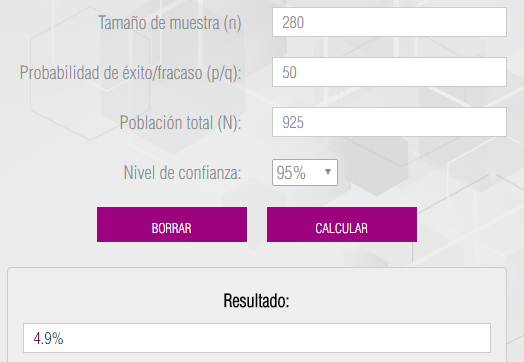 Tamaño de muestra (n) 280
Probabilidad de éxito/fracaso (p/q): 50
Población total (N): 925
Nivel de confianza: 95%
BORRAR CALCULAR
Resultado:
4.9%